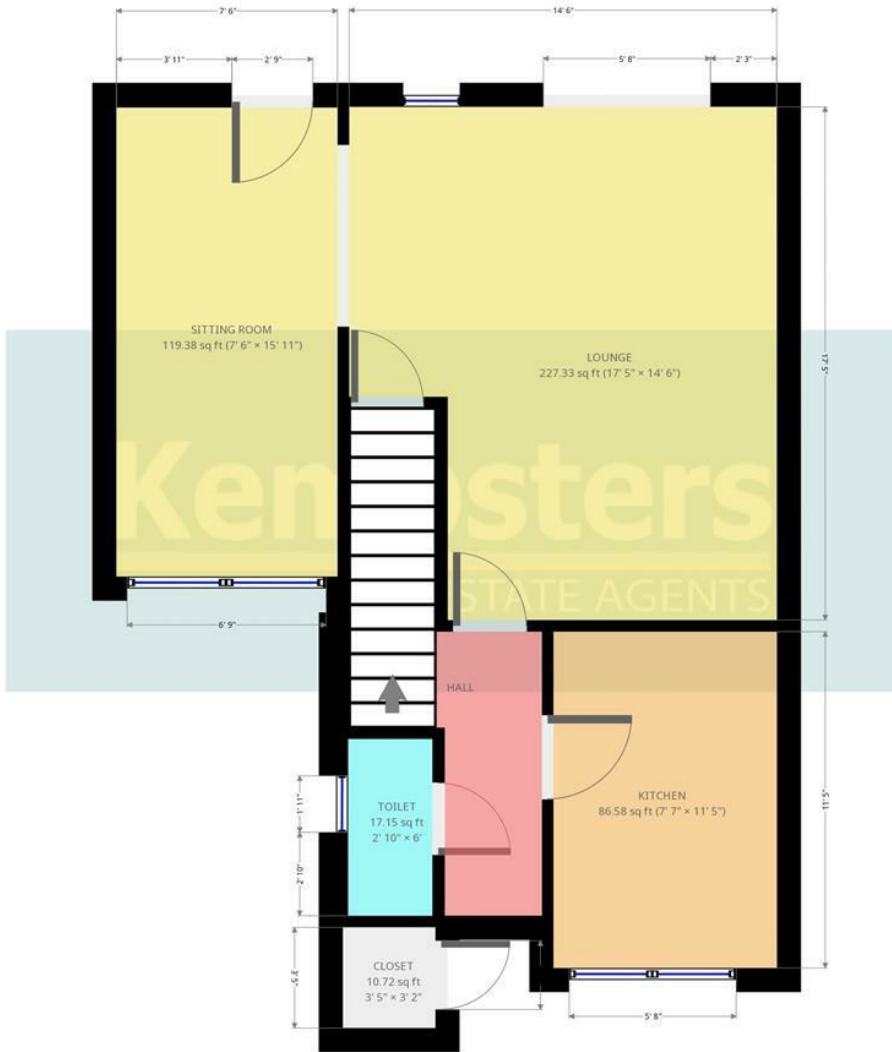 7' 6"
14' 6"
3' 11"
2' 9"
5' 8"
2' 3"
SITTING ROOM
119.38 sq ft (7' 6" × 15' 11")
LOUNGE
227.33 sq ft (17' 5" × 14' 6")
17' 5"
Kempsters
ESTATE AGENTS
6' 9"
HALL
KITCHEN
86.58 sq ft (7' 7" × 11' 5")
11' 5"
1' 11"
TOILET
17.15 sq ft
2' 10" × 6'
2' 10"
CLOSET
10.72 sq ft
3' 5" × 3' 2"
3' 5"
5' 8"